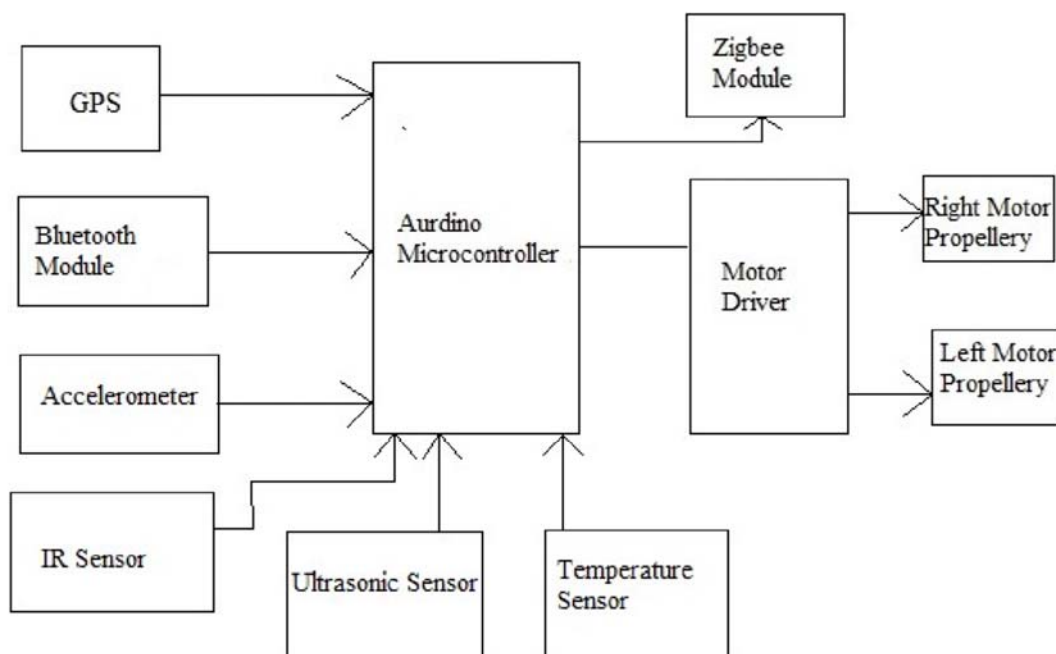 GPS
Zigbee
Module
Bluetooth
Module
Aurdino
Microcontroller
Motor
Driver
Right Motor
Propellery
Left Motor
Propellery
Accelerometer
IR Sensor
Ultrasonic Sensor
Temperature
Sensor